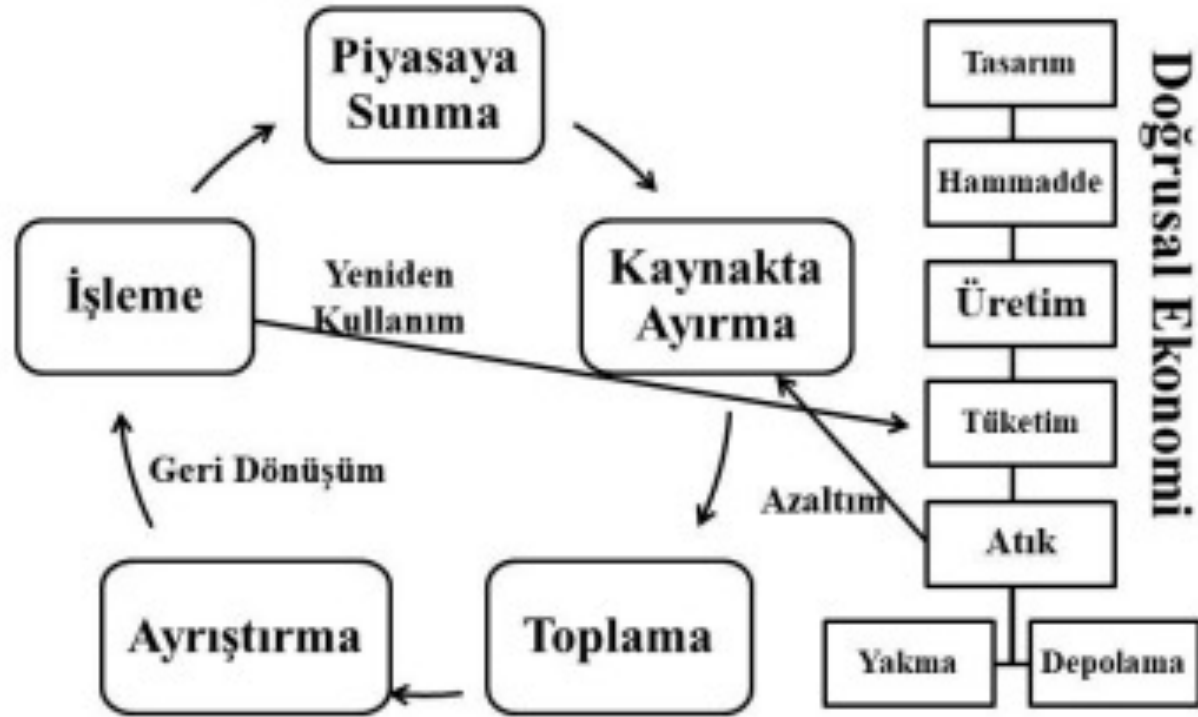 Piyasaya
Sunma
Kaynakta
Ayırma
Toplama
Ayrıştırma
İşleme
Yeniden
Kullanım
Geri Dönüşüm
Azaltım
Tasarım
Hammadde
Üretim
Tüketim
Atık
Yakma
Depolama
Doğrusal Ekonomi